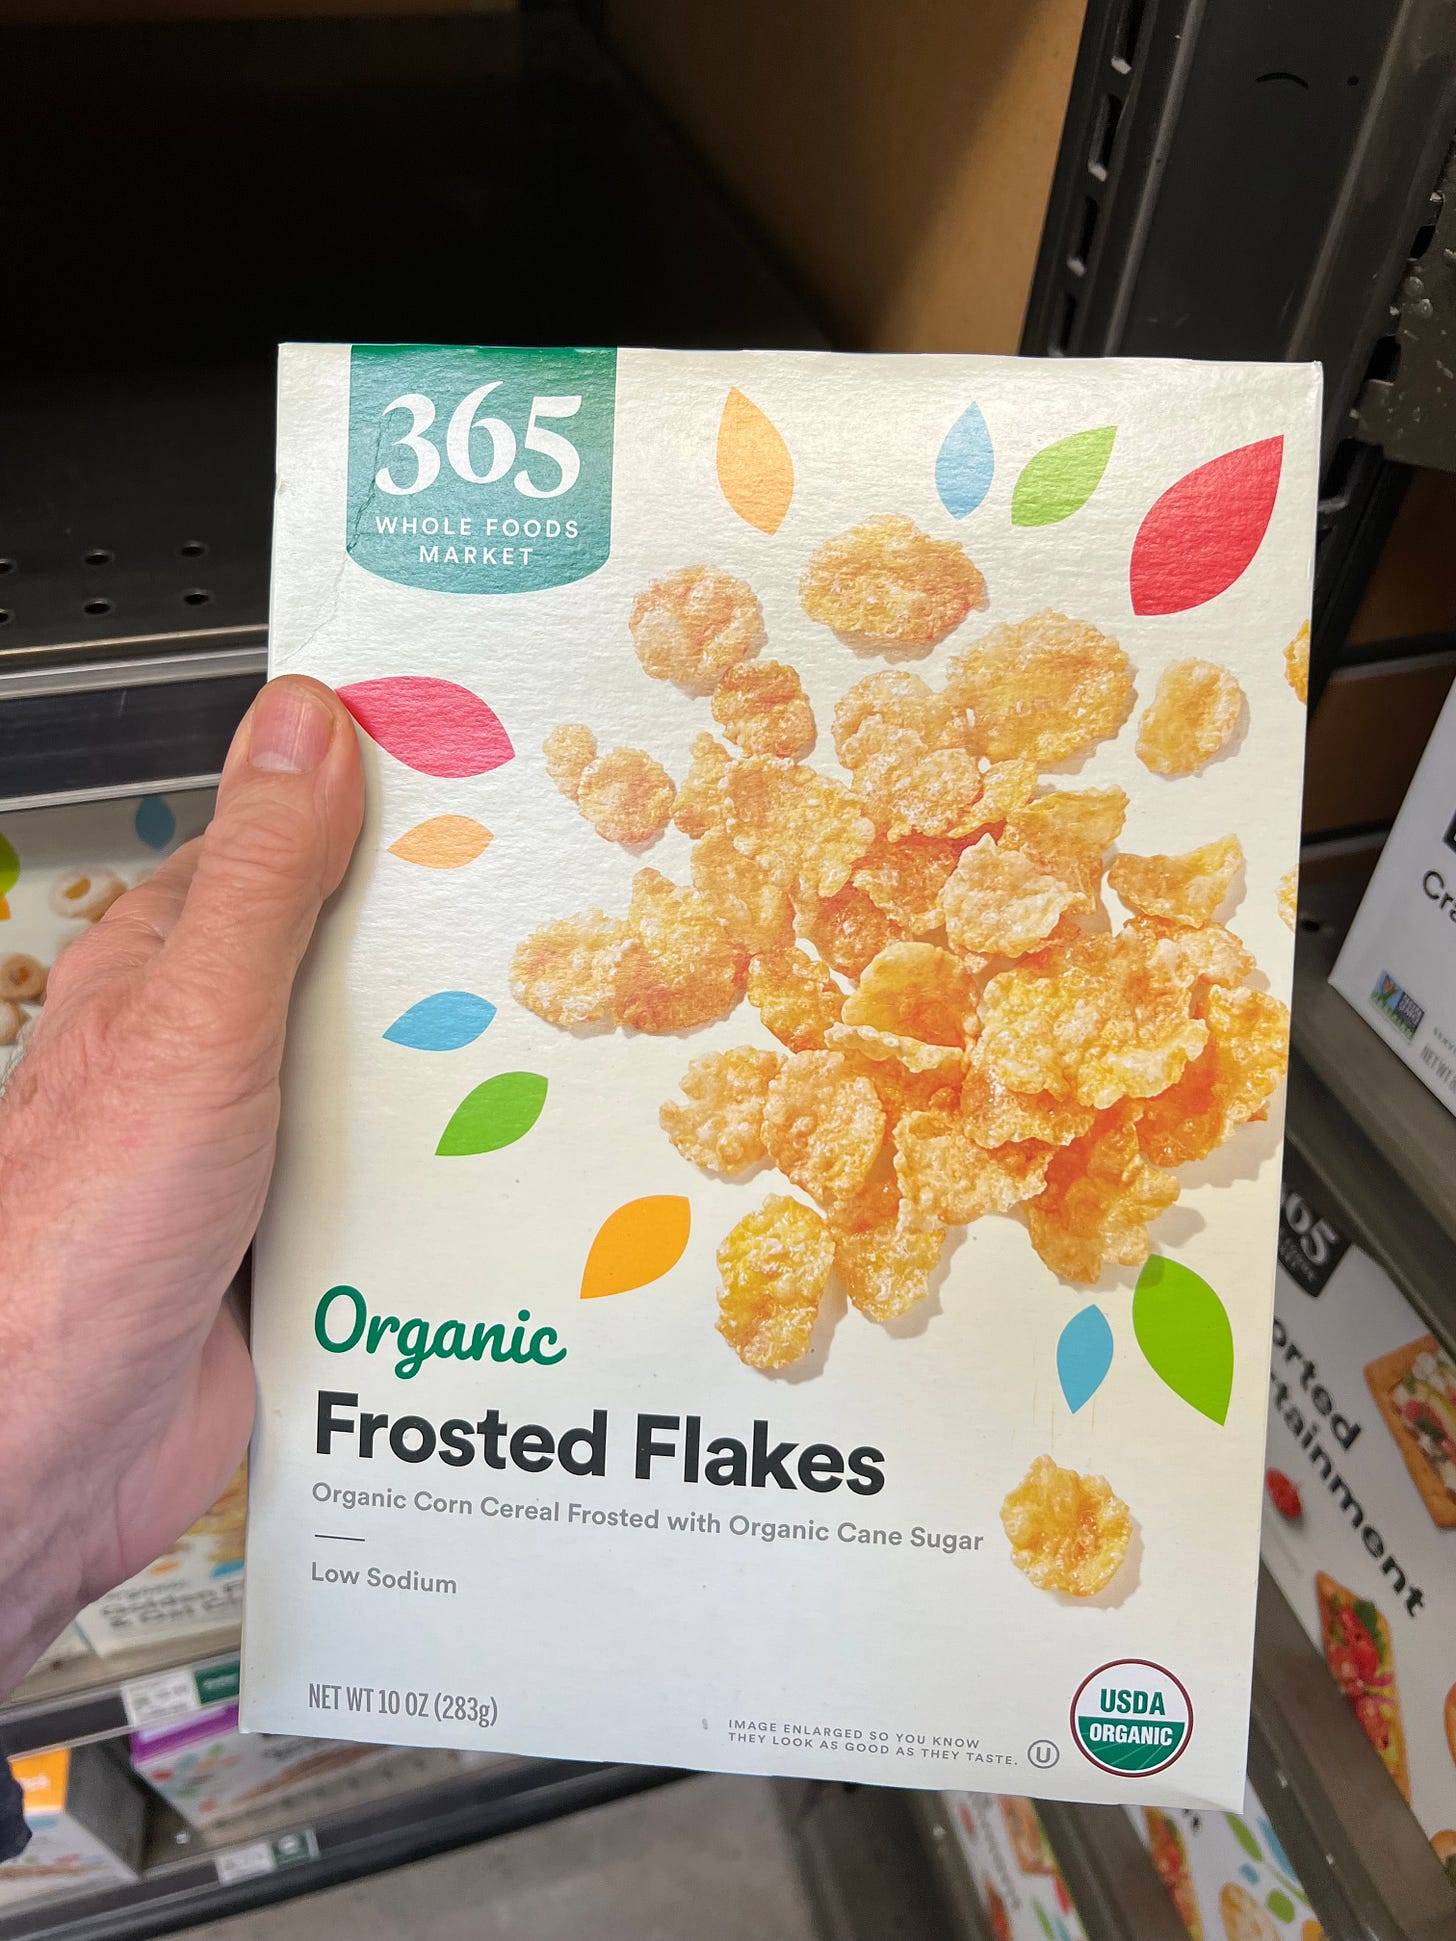 365
WHOLE FOODS
MARKET
Organic
Frosted Flakes
Organic Corn Cereal Frosted with Organic Cane Sugar
Low Sodium
NET WT 10 OZ (283g)
IMAGE ENLARGED SO YOU KNOW
THEY LOOK AS GOOD AS THEY TASTE.
U
USDA
ORGANIC
365